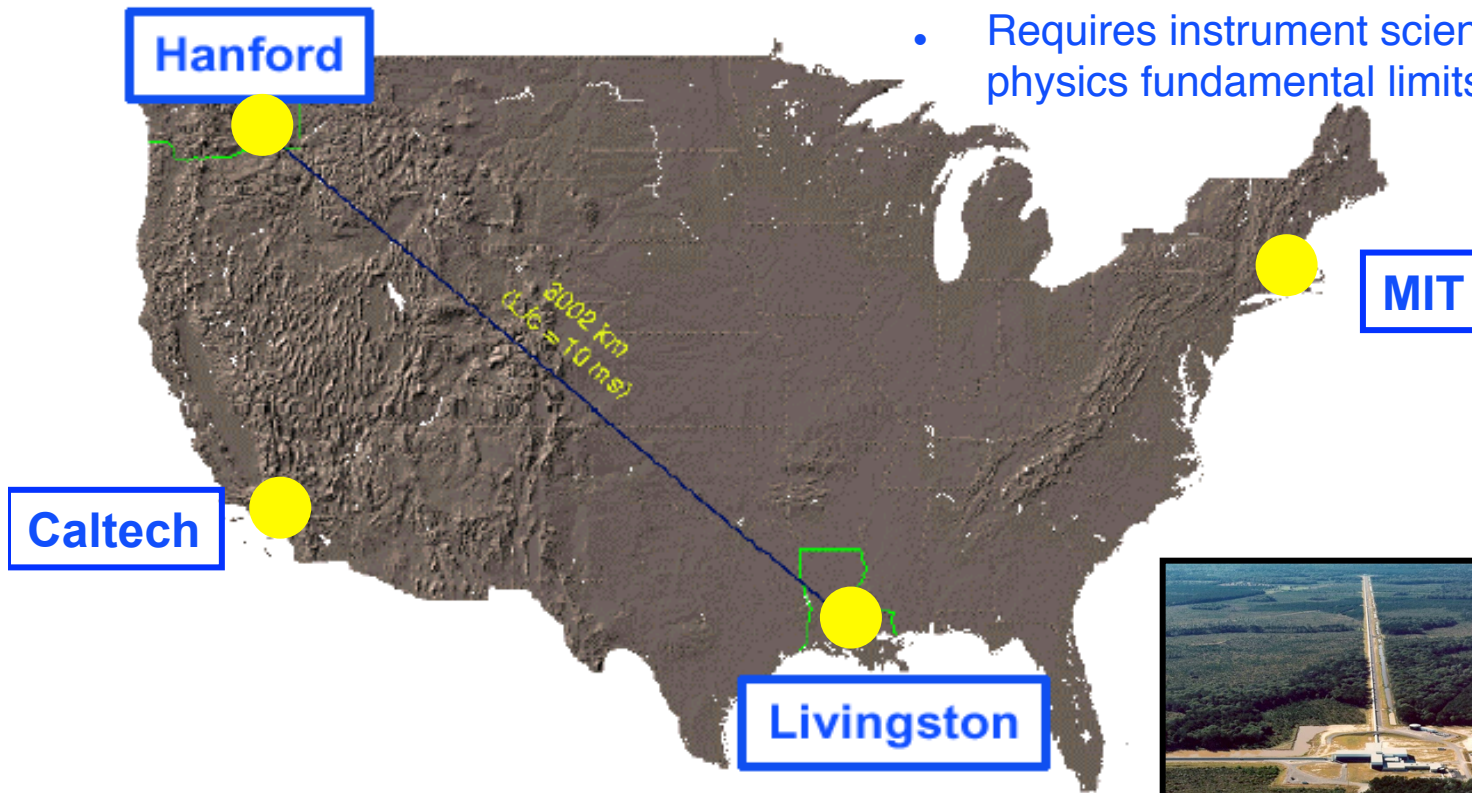 Hanford
• Requires instrument scien
physics fundamental limits
MIT
3002 km
(L/c = 10 ms)
Caltech
Livingston